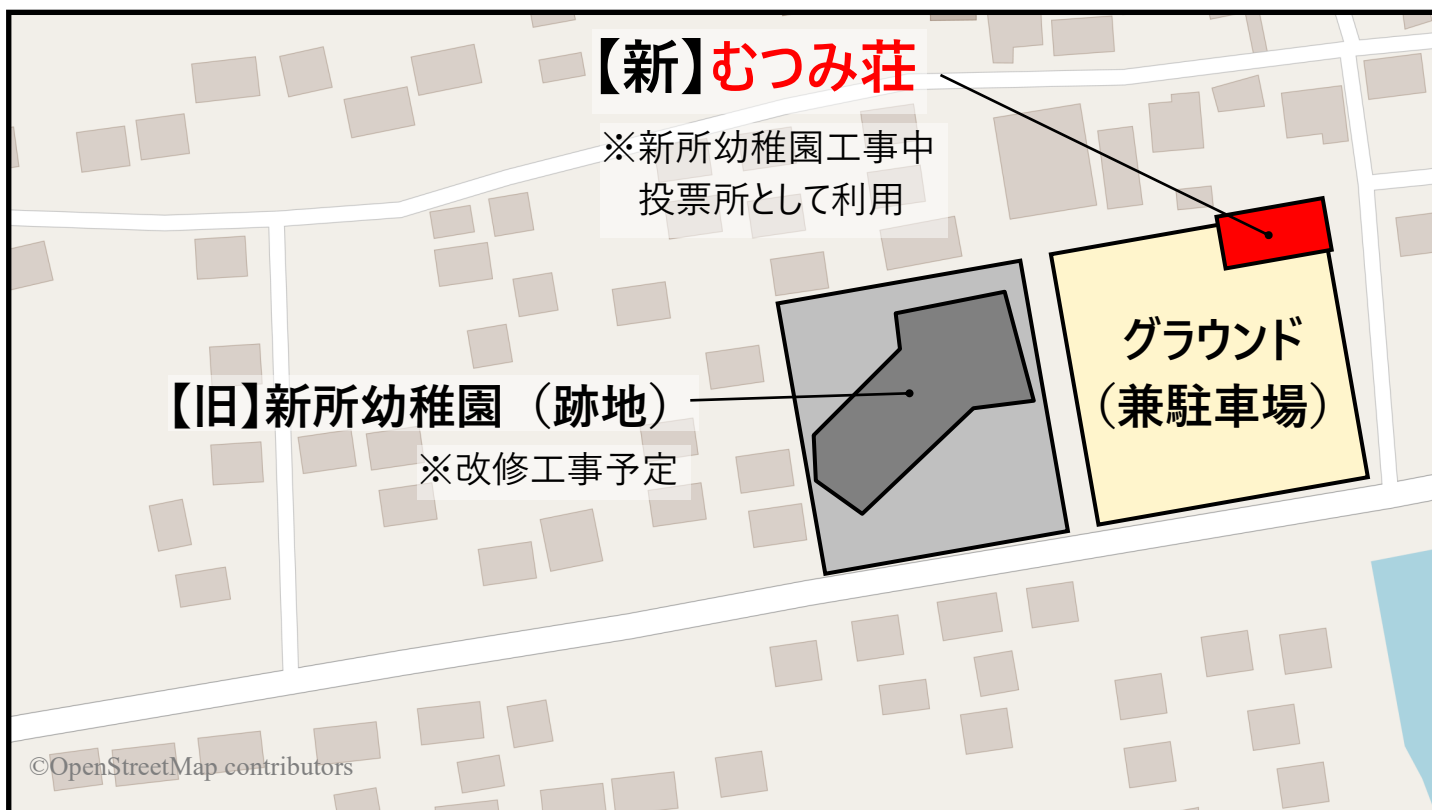 【新】むつみ荘
※新所幼稚園工事中
投票所として利用
グラウンド
(兼駐車場)
【旧】新所幼稚園（跡地）
※改修工事予定
©OpenStreetMap contributors